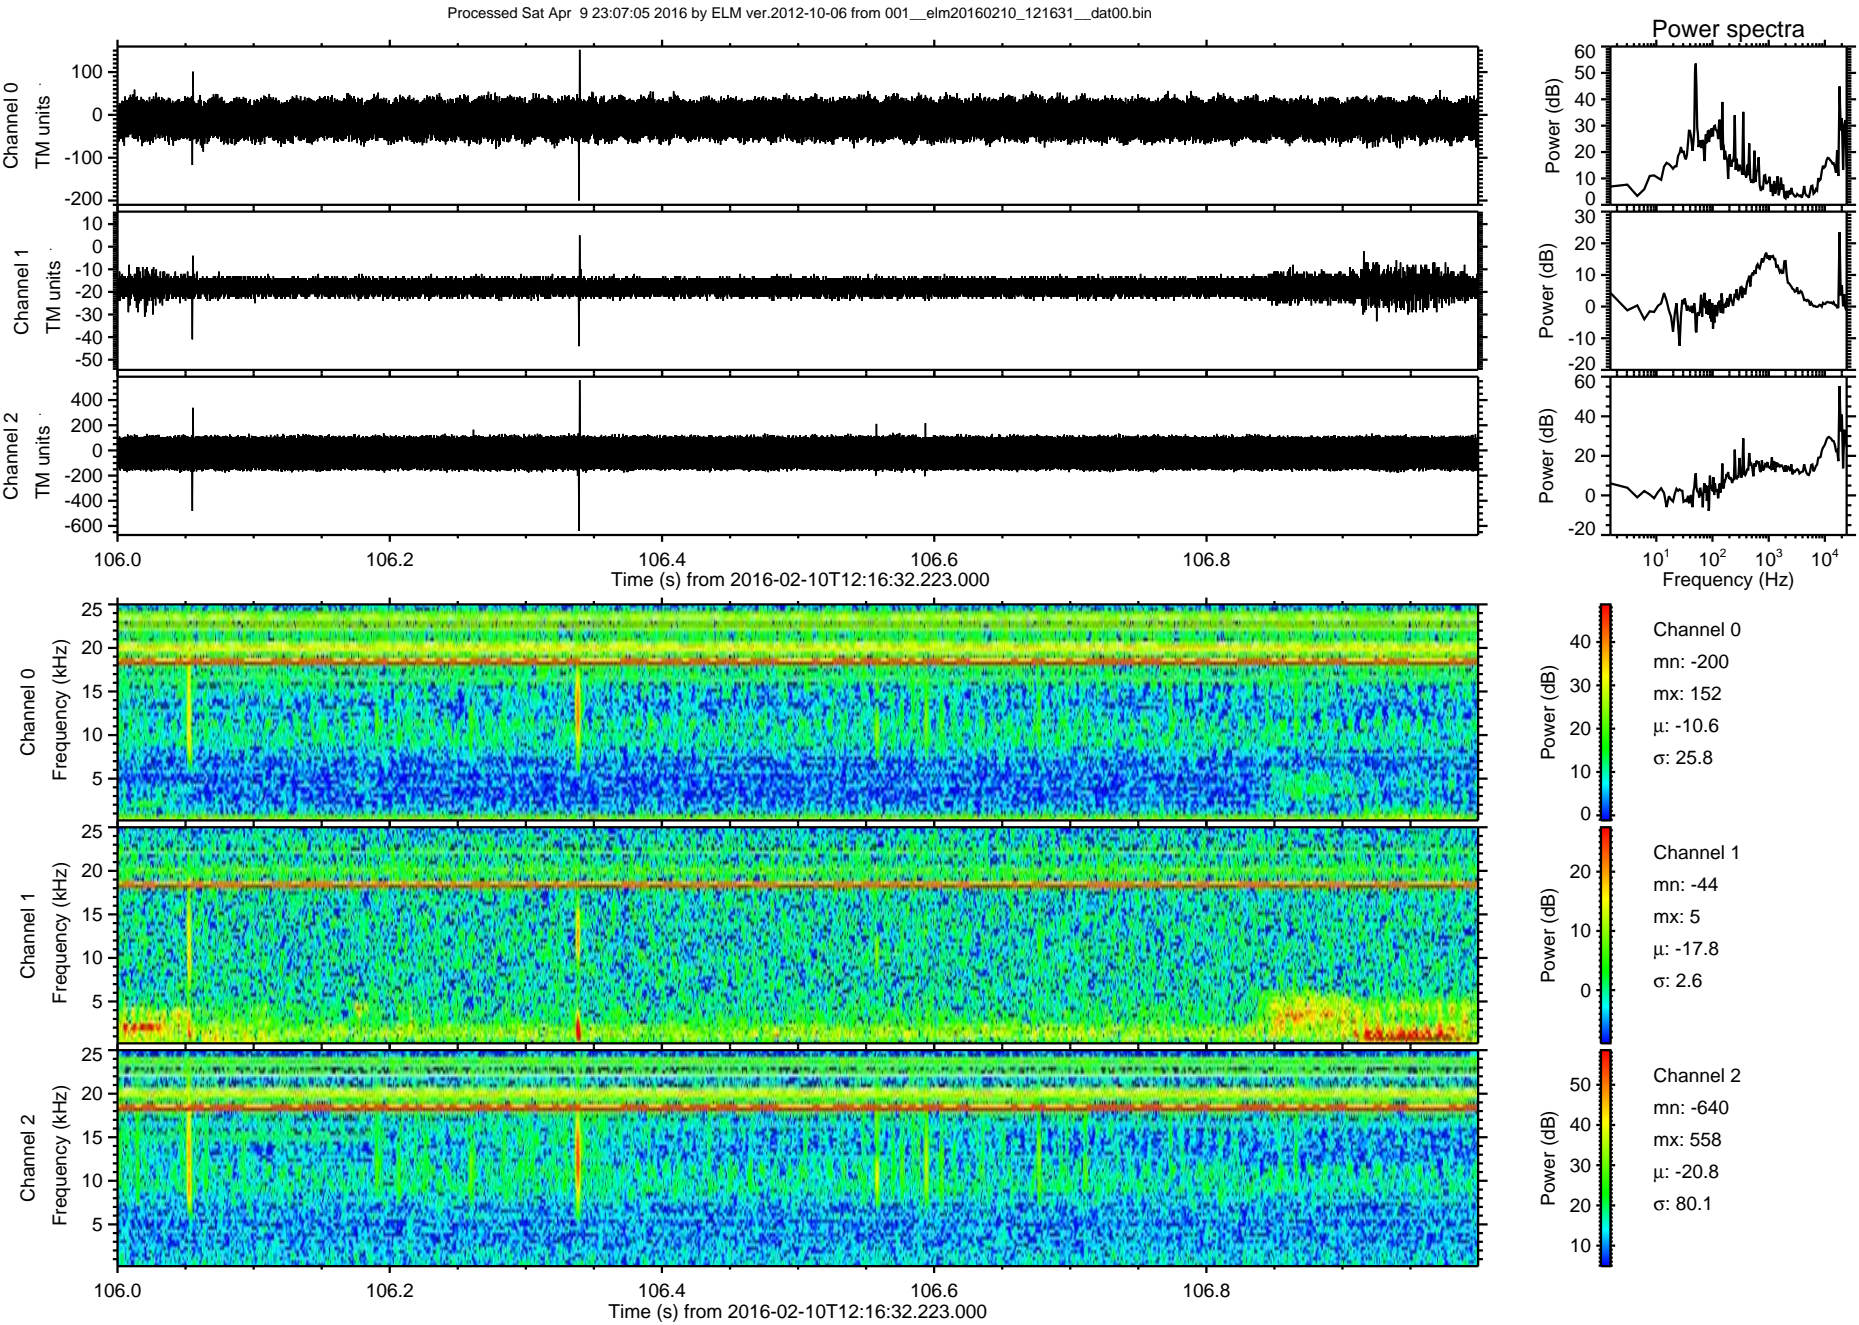 Processed Sat Apr  9 23:07:05 2016 by ELM ver.2012-10-06 from 001__elm20160210_121631__dat00.bin
Power spectra
Channel 0
TM units
100
0
-100
-200
Power (dB)
60
50
40
30
20
10
0
Channel 1
TM units
10
0
-10
-20
-30
-40
-50
Power (dB)
30
20
10
0
-10
-20
Channel 2
TM units
400
200
0
-200
-400
-600
Power (dB)
60
40
20
0
-20
106.0 106.2 106.4 106.6 106.8
Time (s) from 2016-02-10T12:16:32.223.000
10¹ 10² 10³ 10⁴
Frequency (Hz)
Channel 0
Frequency (kHz)
25
20
15
10
5
Power (dB)
40
30
20
10
0
Channel 0
mn: -200
mx: 152
μ: -10.6
σ: 25.8
Channel 1
Frequency (kHz)
25
20
15
10
5
Power (dB)
20
10
0
Channel 1
mn: -44
mx: 5
μ: -17.8
σ: 2.6
Channel 2
Frequency (kHz)
25
20
15
10
5
Power (dB)
50
40
30
20
10
Channel 2
mn: -640
mx: 558
μ: -20.8
σ: 80.1
106.0 106.2 106.4 106.6 106.8
Time (s) from 2016-02-10T12:16:32.223.000